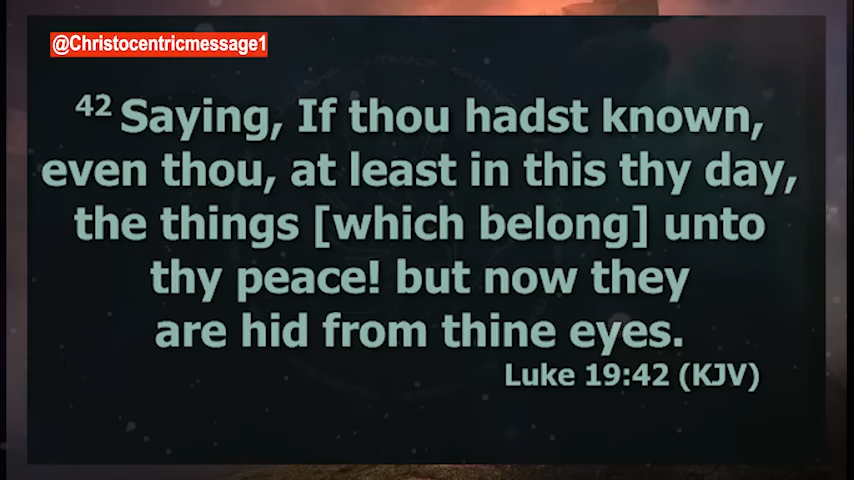 @Christocentricmessage1
42 Saying, If thou hadst known,
even thou, at least in this thy day,
the things [which belong] unto
thy peace! but now they
are hid from thine eyes.
Luke 19:42 (KJV)